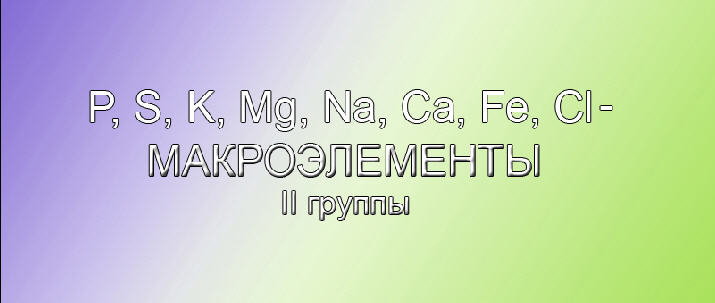 P, S, K, Mg, Na, Ca, Fe, Cl-
МАКРОЭЛЕМЕНТЫ
II группы